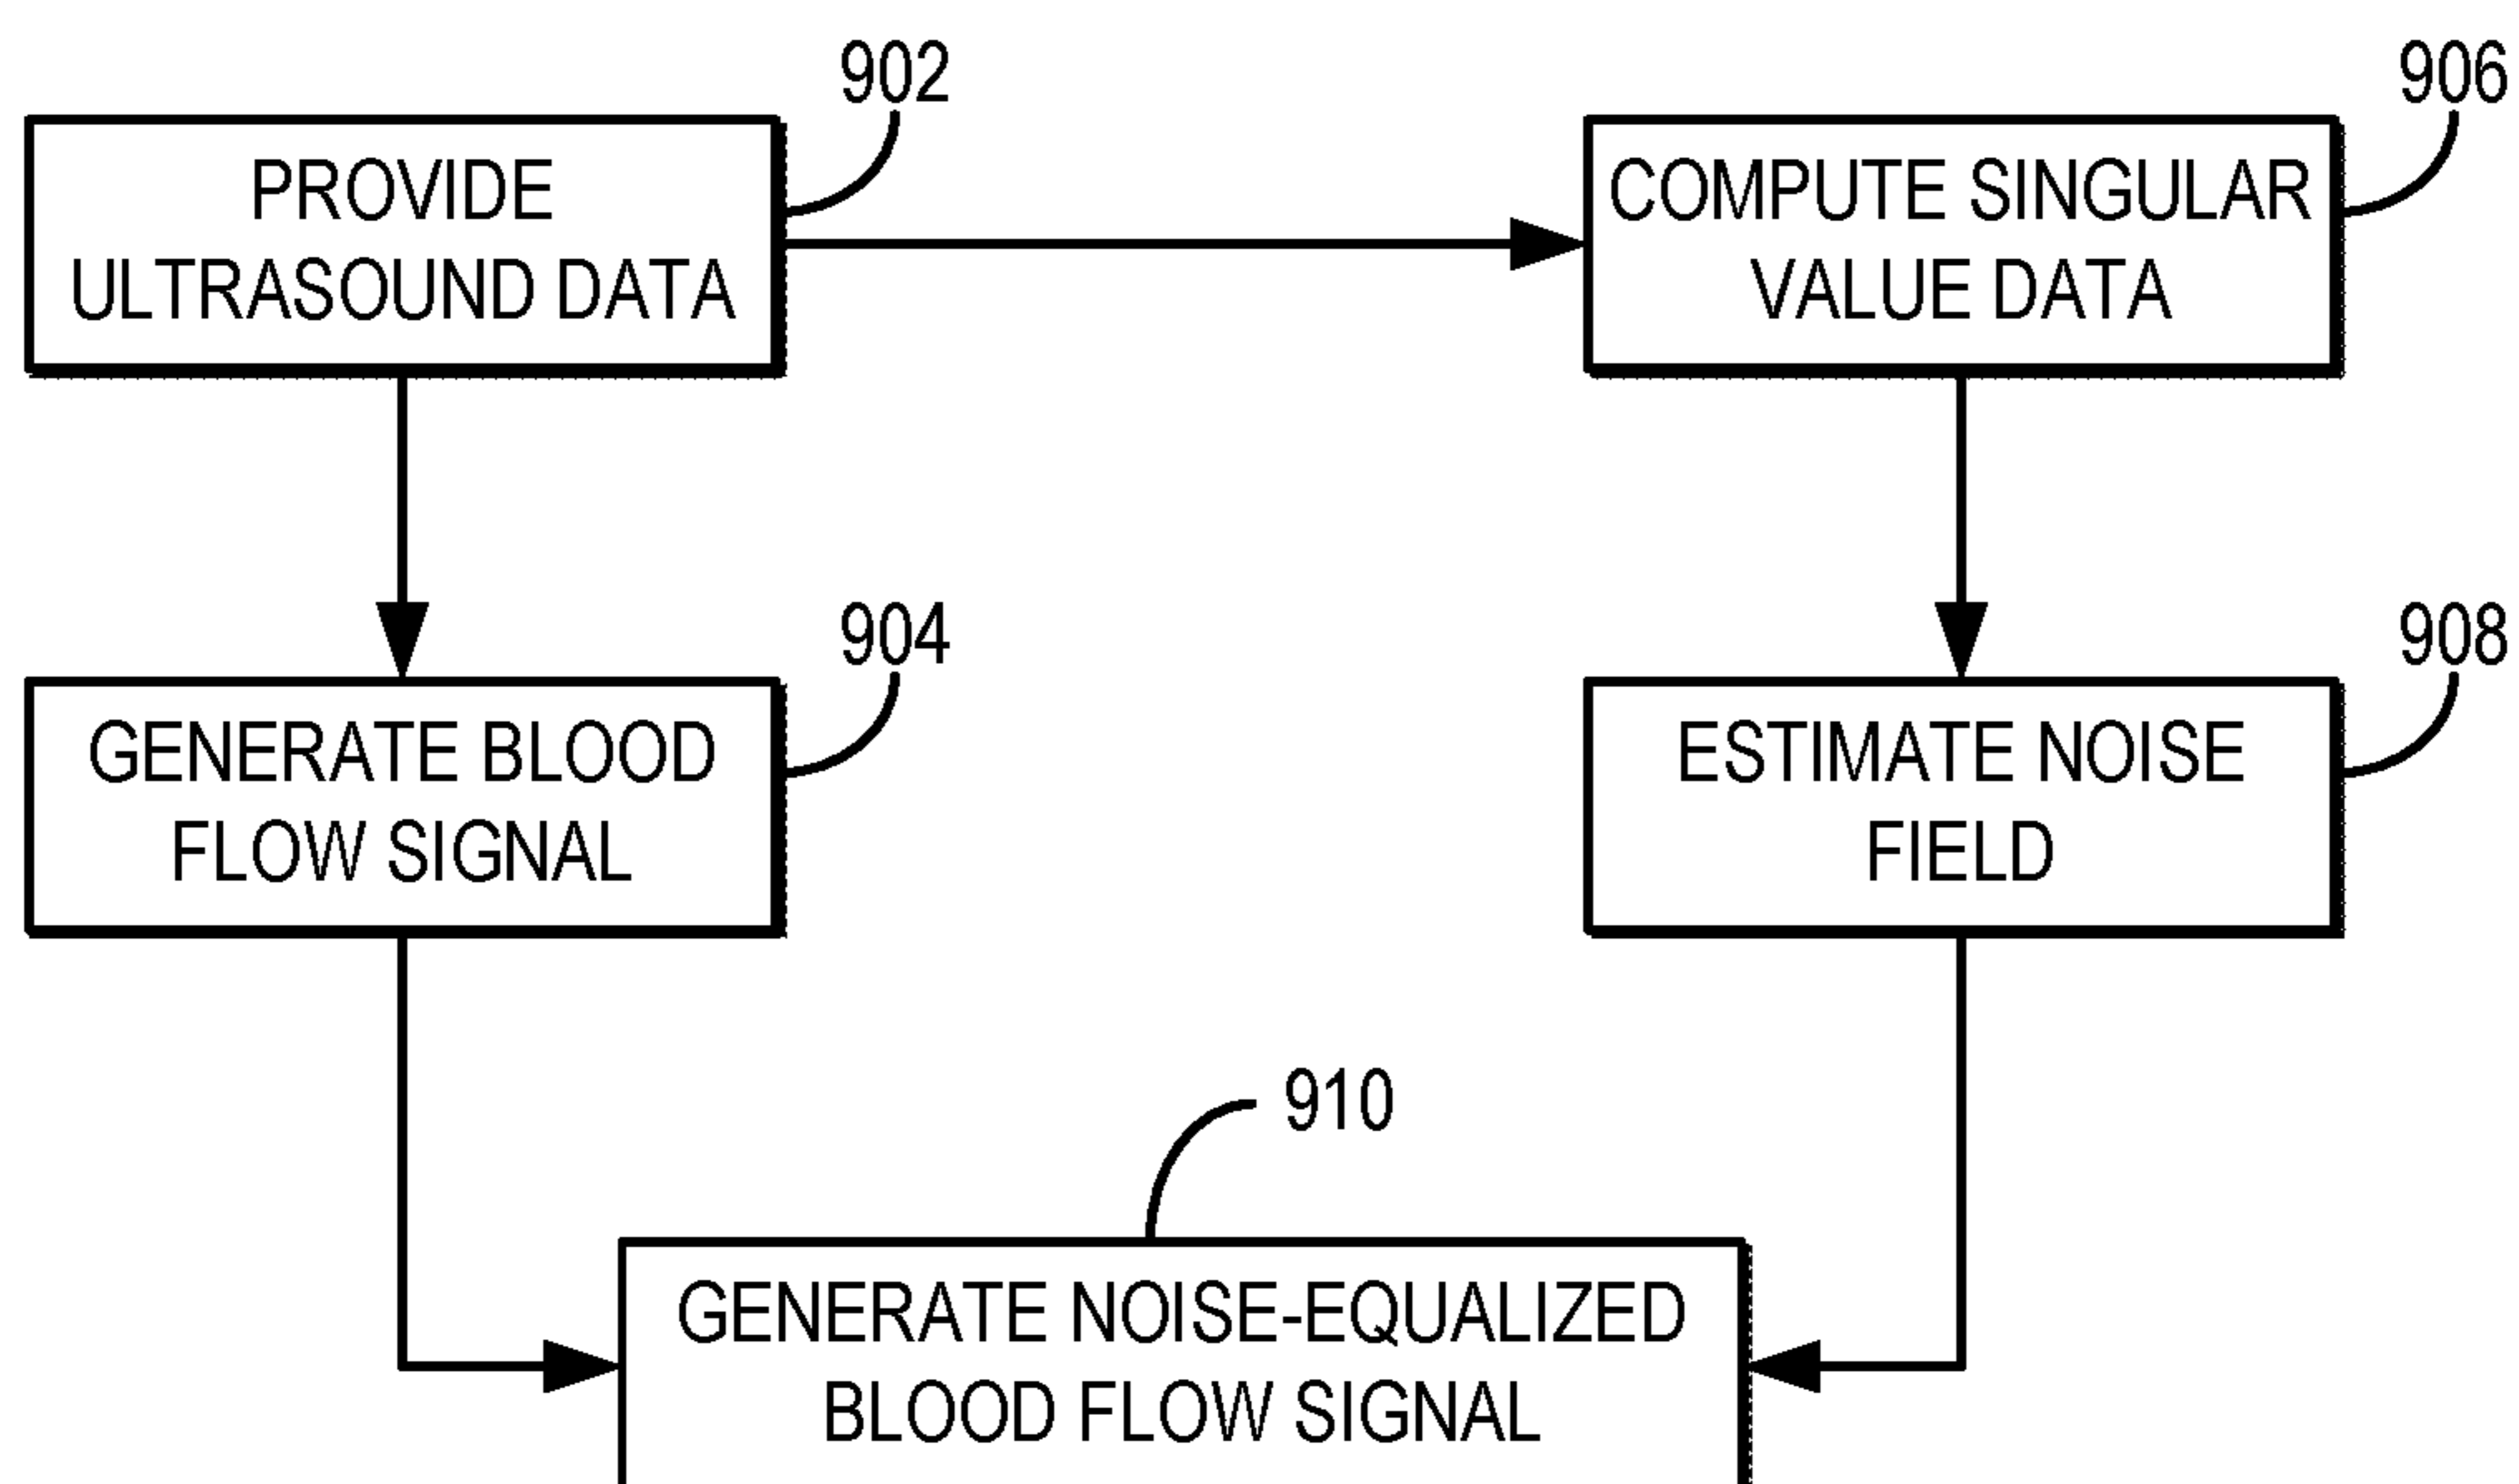 902
PROVIDE
ULTRASOUND DATA
906
COMPUTE SINGULAR
VALUE DATA
904
GENERATE BLOOD
FLOW SIGNAL
908
ESTIMATE NOISE
FIELD
910
GENERATE NOISE-EQUALIZED
BLOOD FLOW SIGNAL